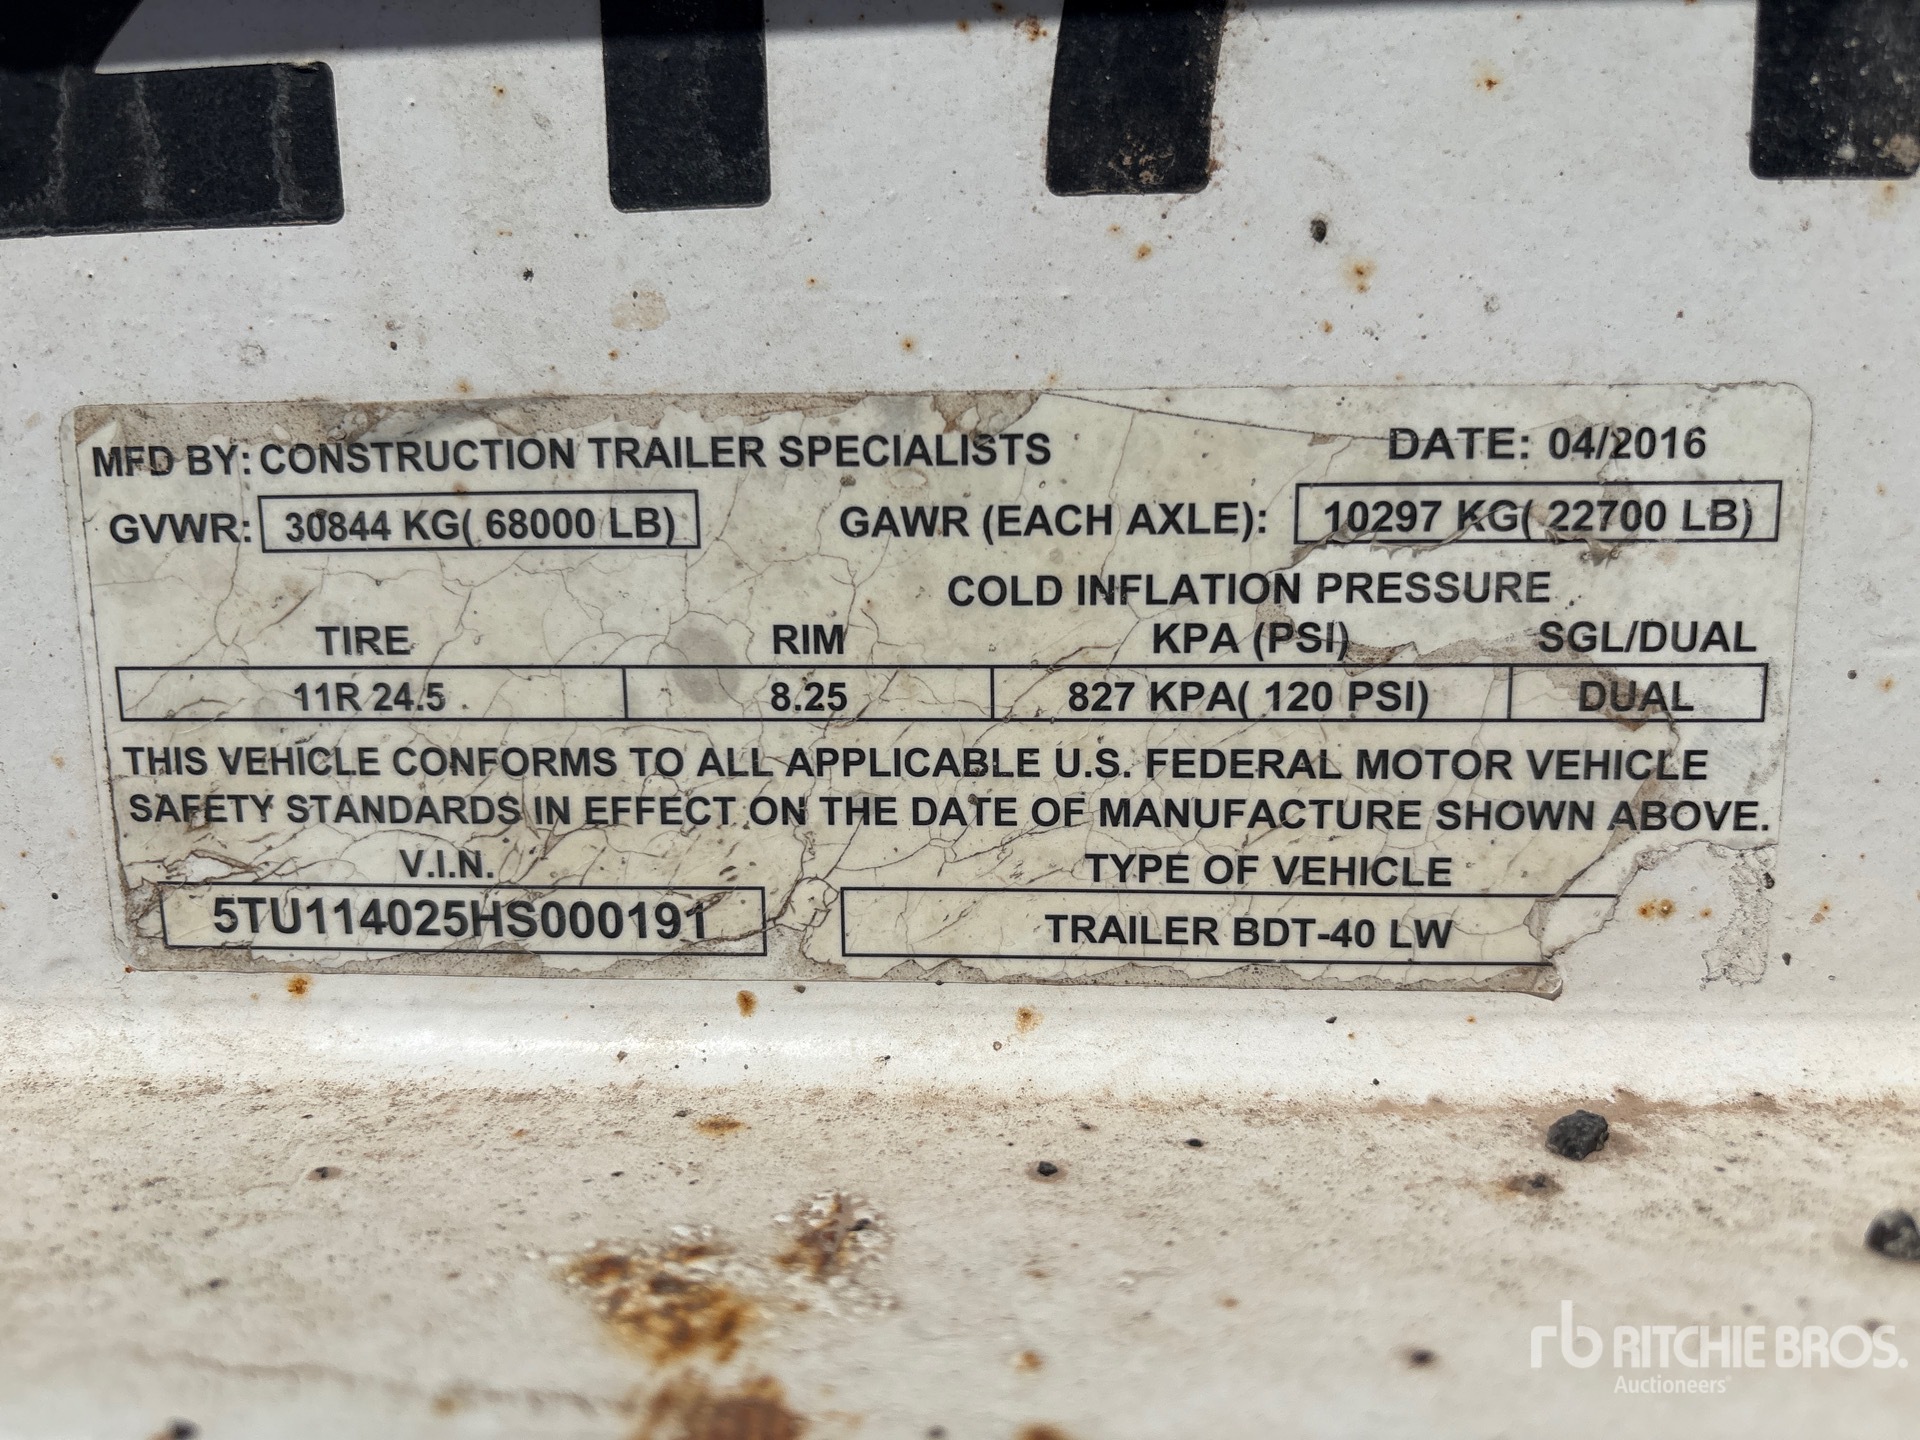 MFD BY: CONSTRUCTION TRAILER SPECIALISTS DATE: 04/2016
GVWR: 30844 KG( 68000 LB) GAWR (EACH AXLE): 10297 KG( 22700 LB)
COLD INFLATION PRESSURE
TIRE RIM KPA (PSI) SGL/DUAL
11R 24.5 8.25 827 KPA( 120 PSI) DUAL
THIS VEHICLE CONFORMS TO ALL APPLICABLE U.S. FEDERAL MOTOR VEHICLE
SAFETY STANDARDS IN EFFECT ON THE DATE OF MANUFACTURE SHOWN ABOVE.
V.I.N. TYPE OF VEHICLE
5TU114025HS000191 TRAILER BDT-40 LW
rb RITCHIE BROS.
Auctioneers